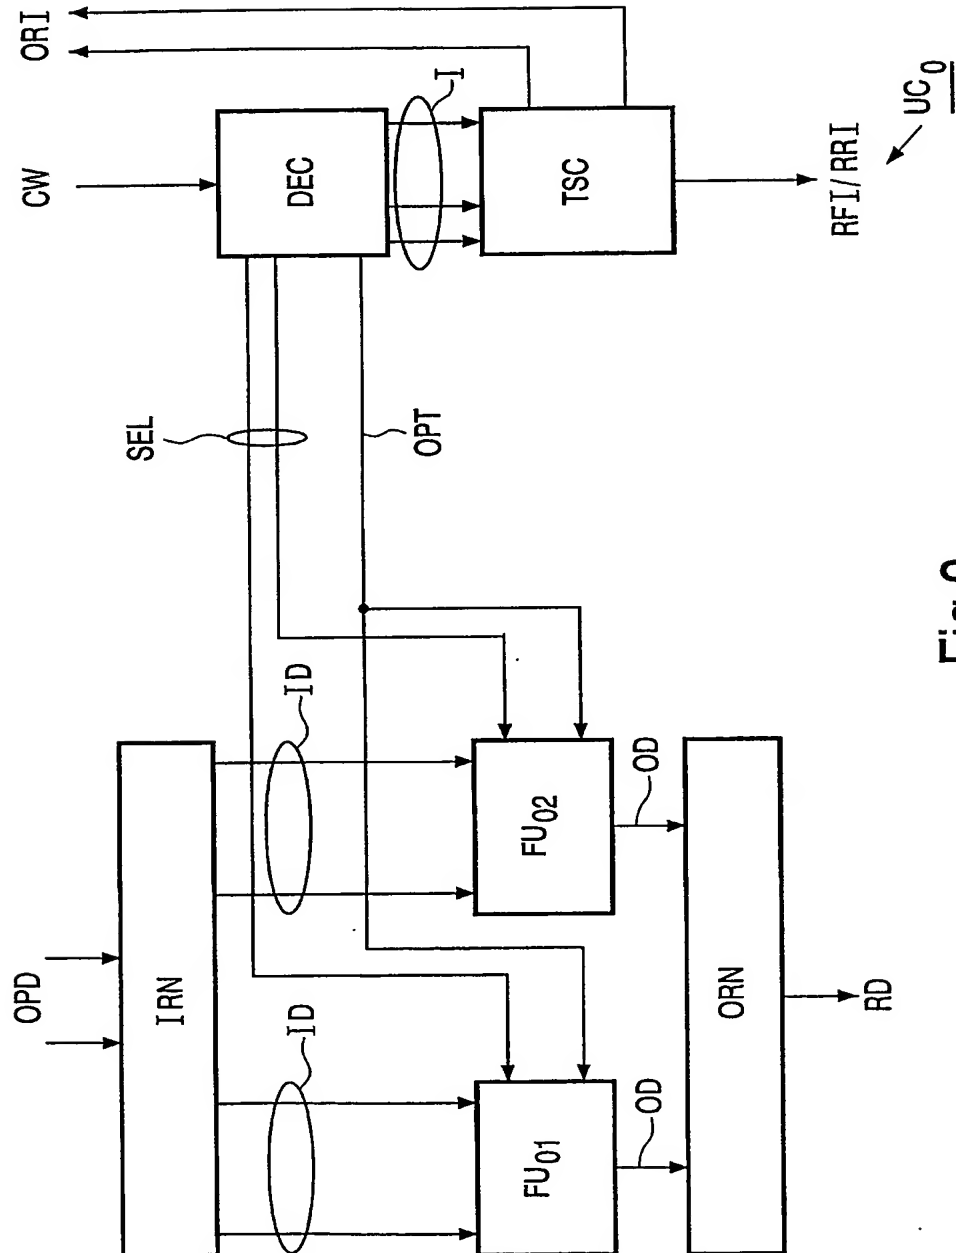 ORI
CW
DEC
I
TSC
RFI/RRI
UC0
SEL
OPT
OPD
IRN
ID
ID
FU02
FU01
OD
OD
ORN
RD